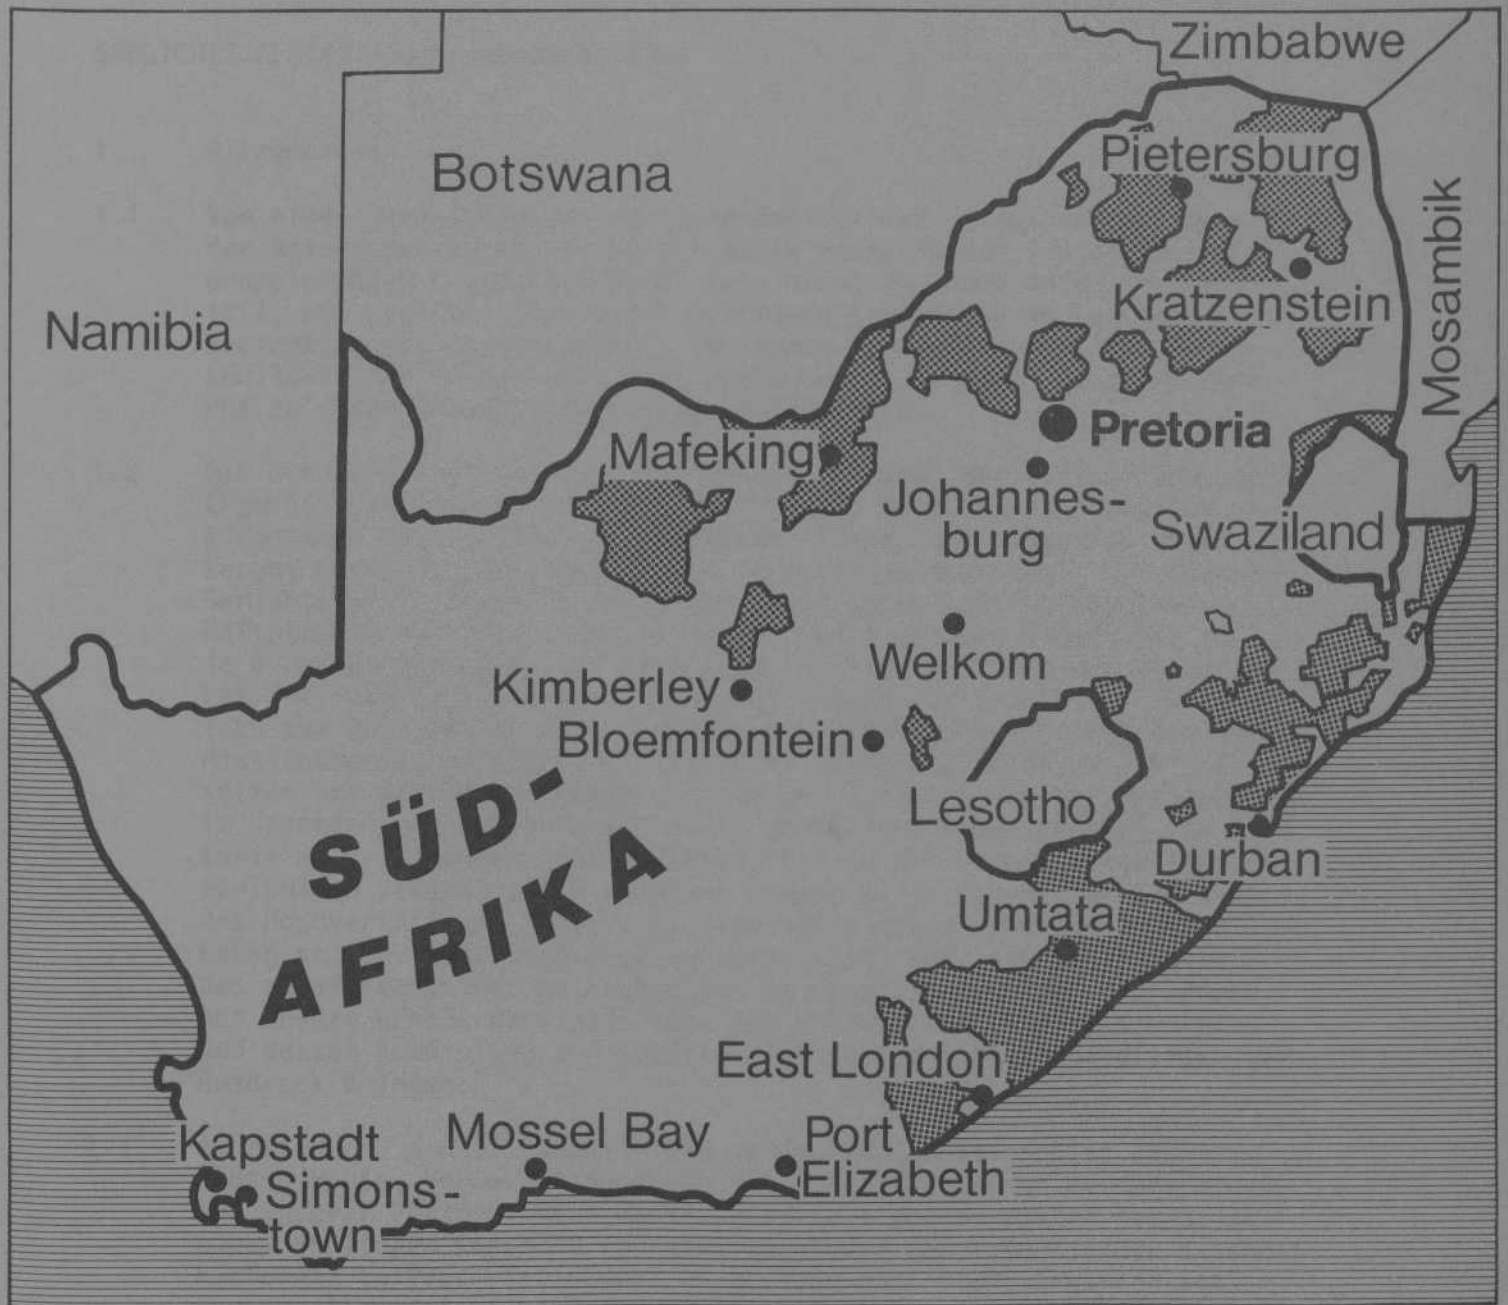 Zimbabwe
Botswana
Pietersburg
Mosambik
Namibia
Kratzenstein
Pretoria
Mafeking
Johannes-
burg
Swaziland
Welkom
Kimberley
Bloemfontein
SÜD-
AFRIKA
Lesotho
Durban
Umtata
East London
Port
Elizabeth
Mossel Bay
Kapstadt
Simons-
town